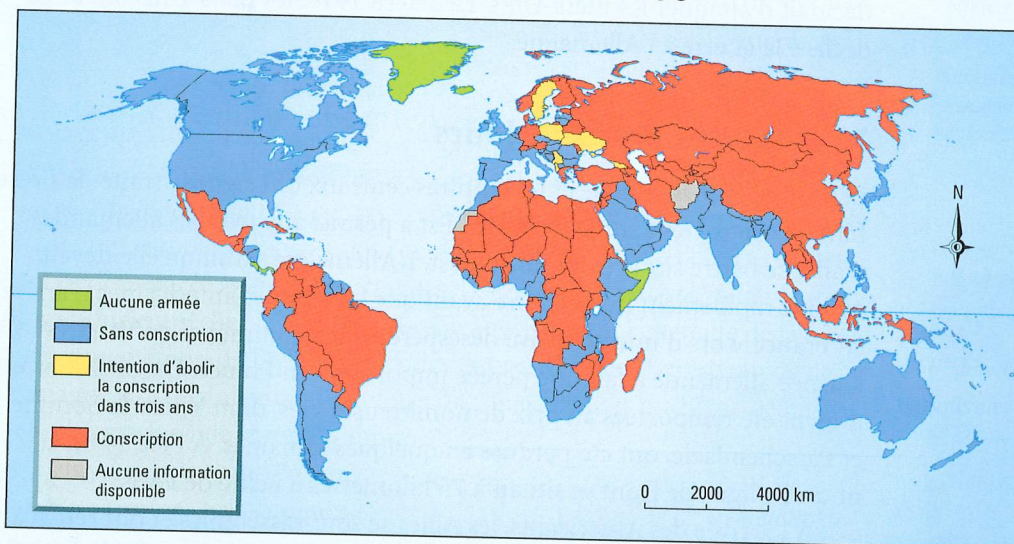 N
Aucune armée
Sans conscription
Intention d'abolir
la conscription
dans trois ans
Conscription
Aucune information
disponible
0 2000 4000 km